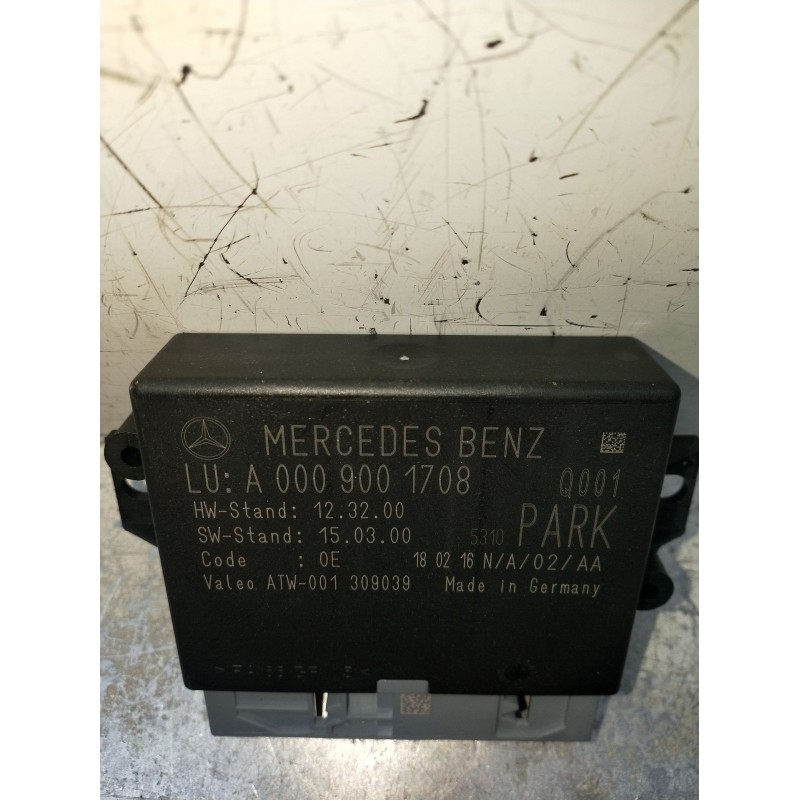 MERCEDES BENZ
LU: A 000 900 1708 Q001
HW-Stand: 12.32.00
SW-Stand: 15.03.00 5310 PARK
Code : 0E 18 02 16 N/A/02/AA
Valeo ATW-001 309039 Made in Germany